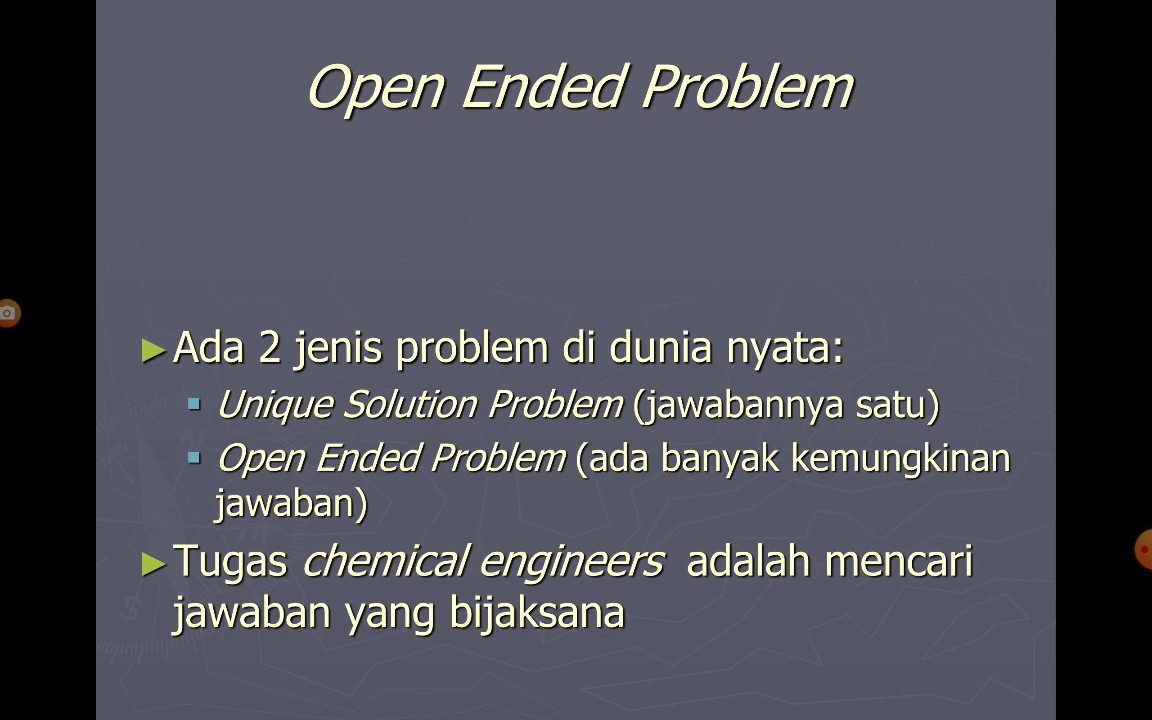 Open Ended Problem
►Ada 2 jenis problem di dunia nyata:
▪ Unique Solution Problem (jawabannya satu)
▪ Open Ended Problem (ada banyak kemungkinan
jawaban)
►Tugas chemical engineers adalah mencari
jawaban yang bijaksana